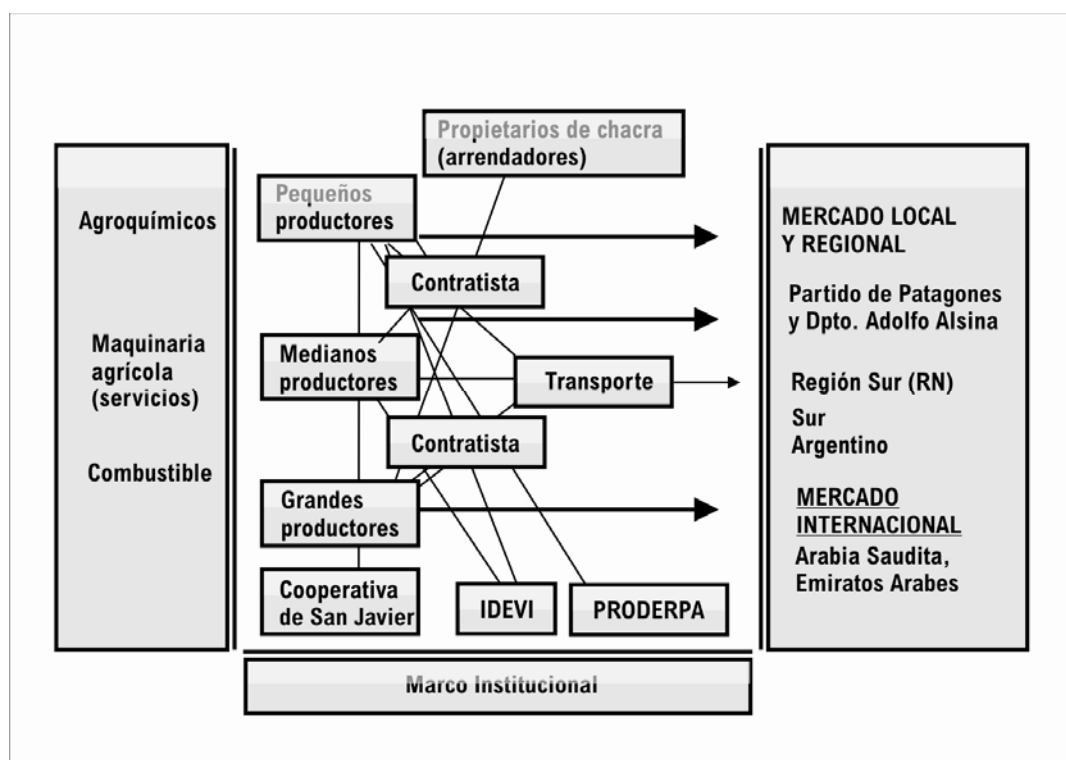 Propietarios de chacra
(arrendadores)
Pequeños
productores
Agroquímicos
MERCADO LOCAL
Y REGIONAL
Contratista
Partido de Patagones
y Dpto. Adolfo Alsina
Maquinaria
agrícola
(servicios)
Medianos
productores
Transporte
Región Sur (RN)
Sur
Argentino
Contratista
Combustible
Grandes
productores
MERCADO
INTERNACIONAL
Arabia Saudita,
Emiratos Arabes
Cooperativa
de San Javier
IDEVI
PRODERPA
Marco Institucional